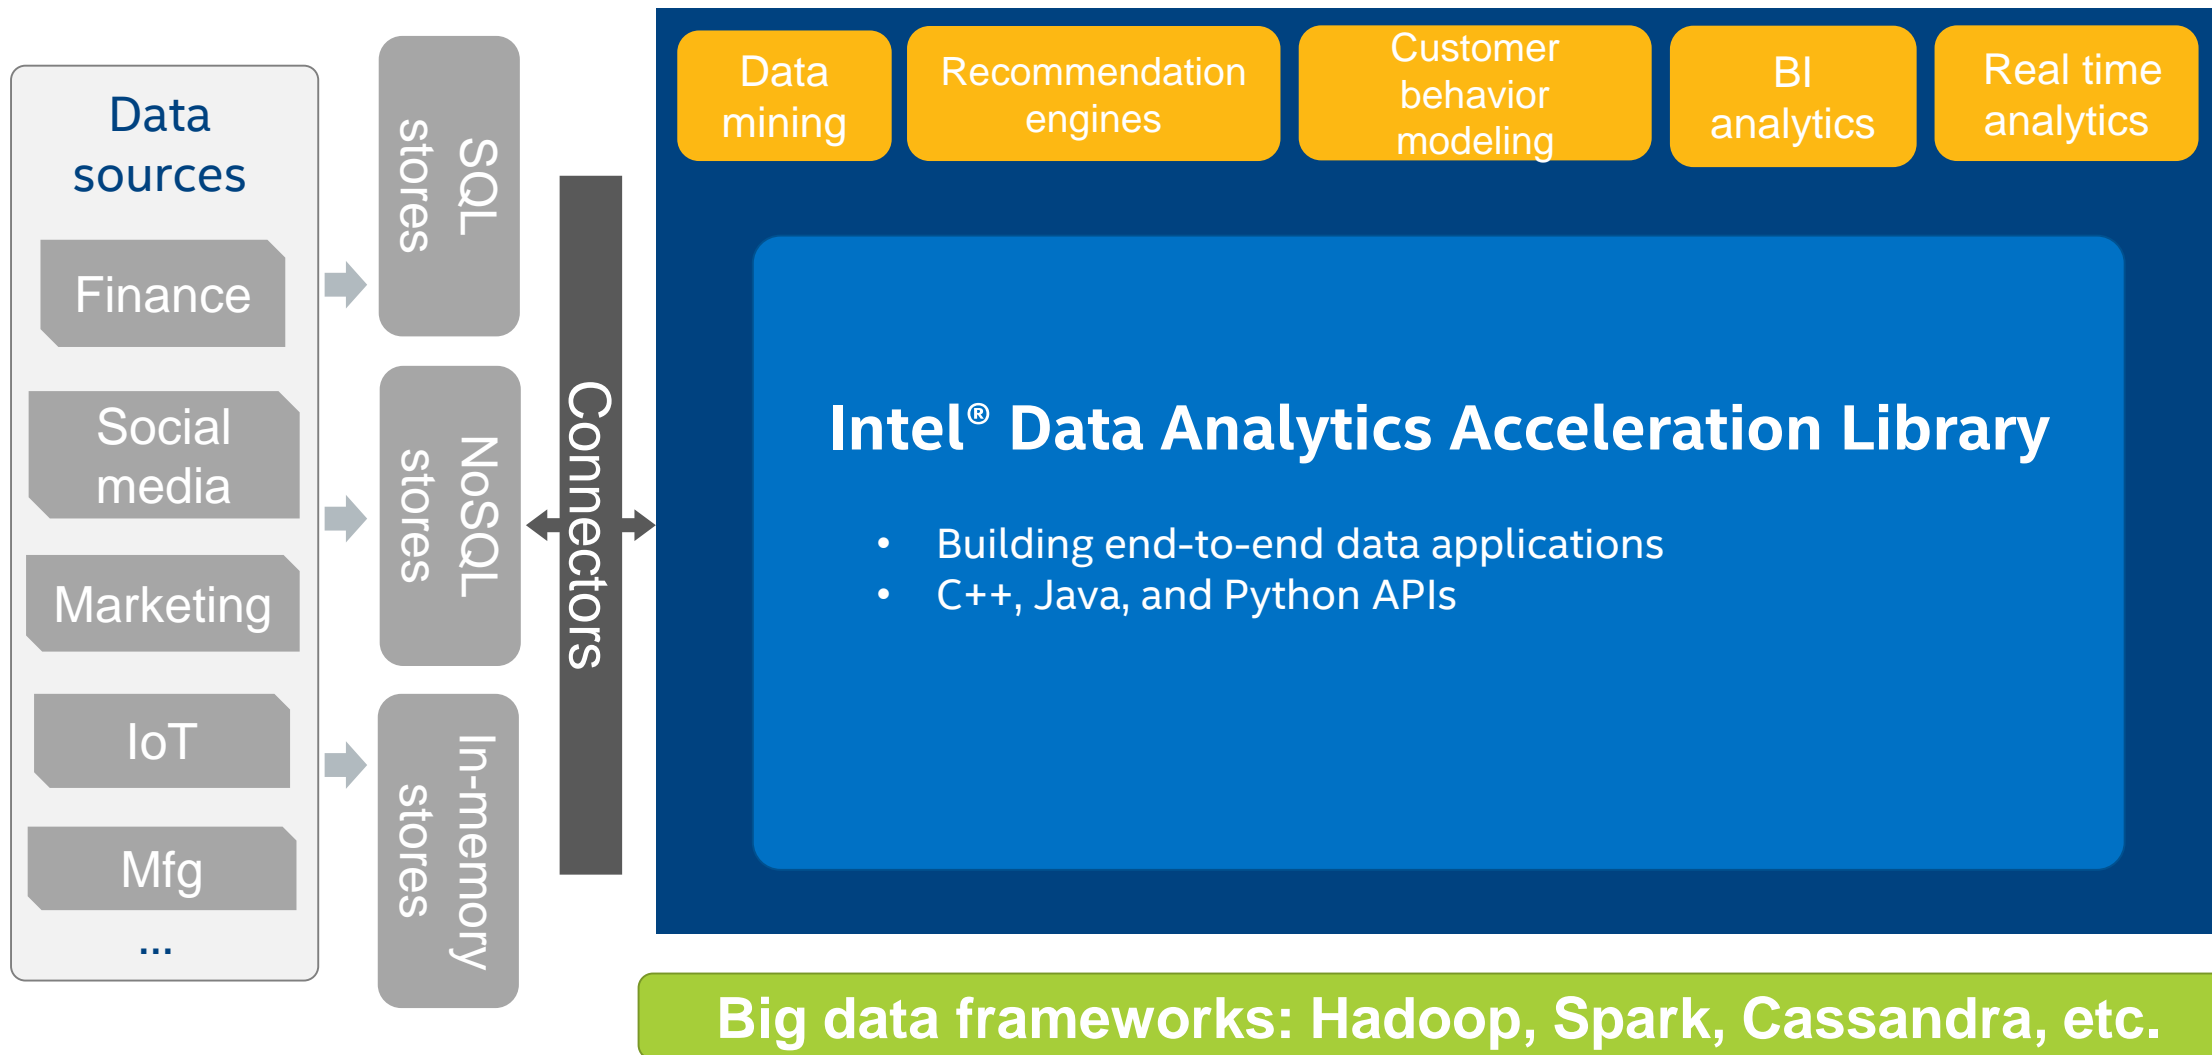 Data
sources
Finance
Social
media
Marketing
IoT
Mfg
...
SQL
stores
NoSQL
stores
In-memory
stores
Connectors
Data
mining
Recommendation
engines
Customer
behavior
modeling
BI
analytics
Real time
analytics
Intel® Data Analytics Acceleration Library
• Building end-to-end data applications
• C++, Java, and Python APIs
Big data frameworks: Hadoop, Spark, Cassandra, etc.